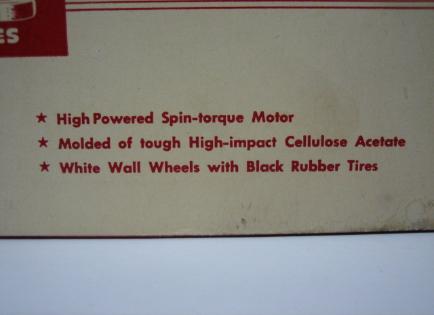 ES
★ High Powered Spin-torque Motor
★ Molded of tough High-impact Cellulose Acetate
★ White Wall Wheels with Black Rubber Tires